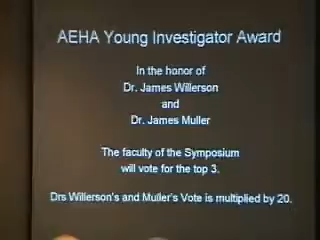 AEHA Young Investigator Award
In the honor of
Dr. James Willerson
and
Dr. James Muller
The faculty of the Symposium
will vote for the top 3.
Drs Willerson's and Muller's Vote is multiplied by 20.